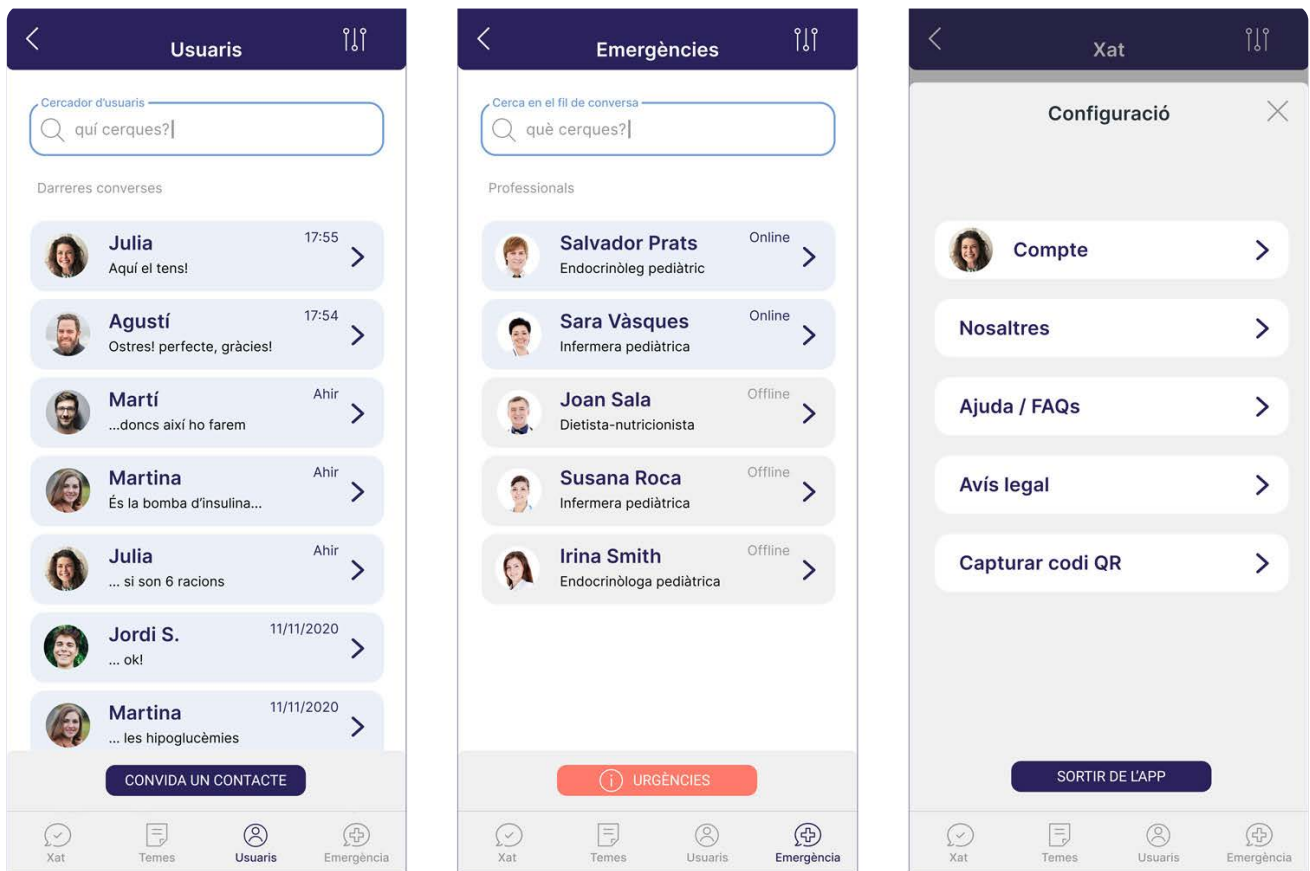 Usuaris
Cercador d'usuaris
quí cerques?
Darreres converses
Julia
17:55
Aquí el tens!
Agustí
17:54
Ostres! perfecte, gràcies!
Martí
Ahir
...doncs així ho farem
Martina
Ahir
És la bomba d'insulina...
Julia
Ahir
... si son 6 racions
Jordi S.
11/11/2020
... ok!
Martina
11/11/2020
... les hipoglucèmies
CONVIDA UN CONTACTE
Xat
Temes
Usuaris
Emergència
Emergències
Cerca en el fil de conversa
què cerques?
Professionals
Salvador Prats
Online
Endocrinòleg pediàtric
Sara Vàsques
Online
Infermera pediàtrica
Joan Sala
Offline
Dietista-nutricionista
Susana Roca
Offline
Infermera pediàtrica
Irina Smith
Offline
Endocrinòloga pediàtrica
URGÈNCIES
Xat
Temes
Usuaris
Emergència
Xat
Configuració
Compte
Nosaltres
Ajuda / FAQs
Avís legal
Capturar codi QR
SORTIR DE L'APP
Xat
Temes
Usuaris
Emergència